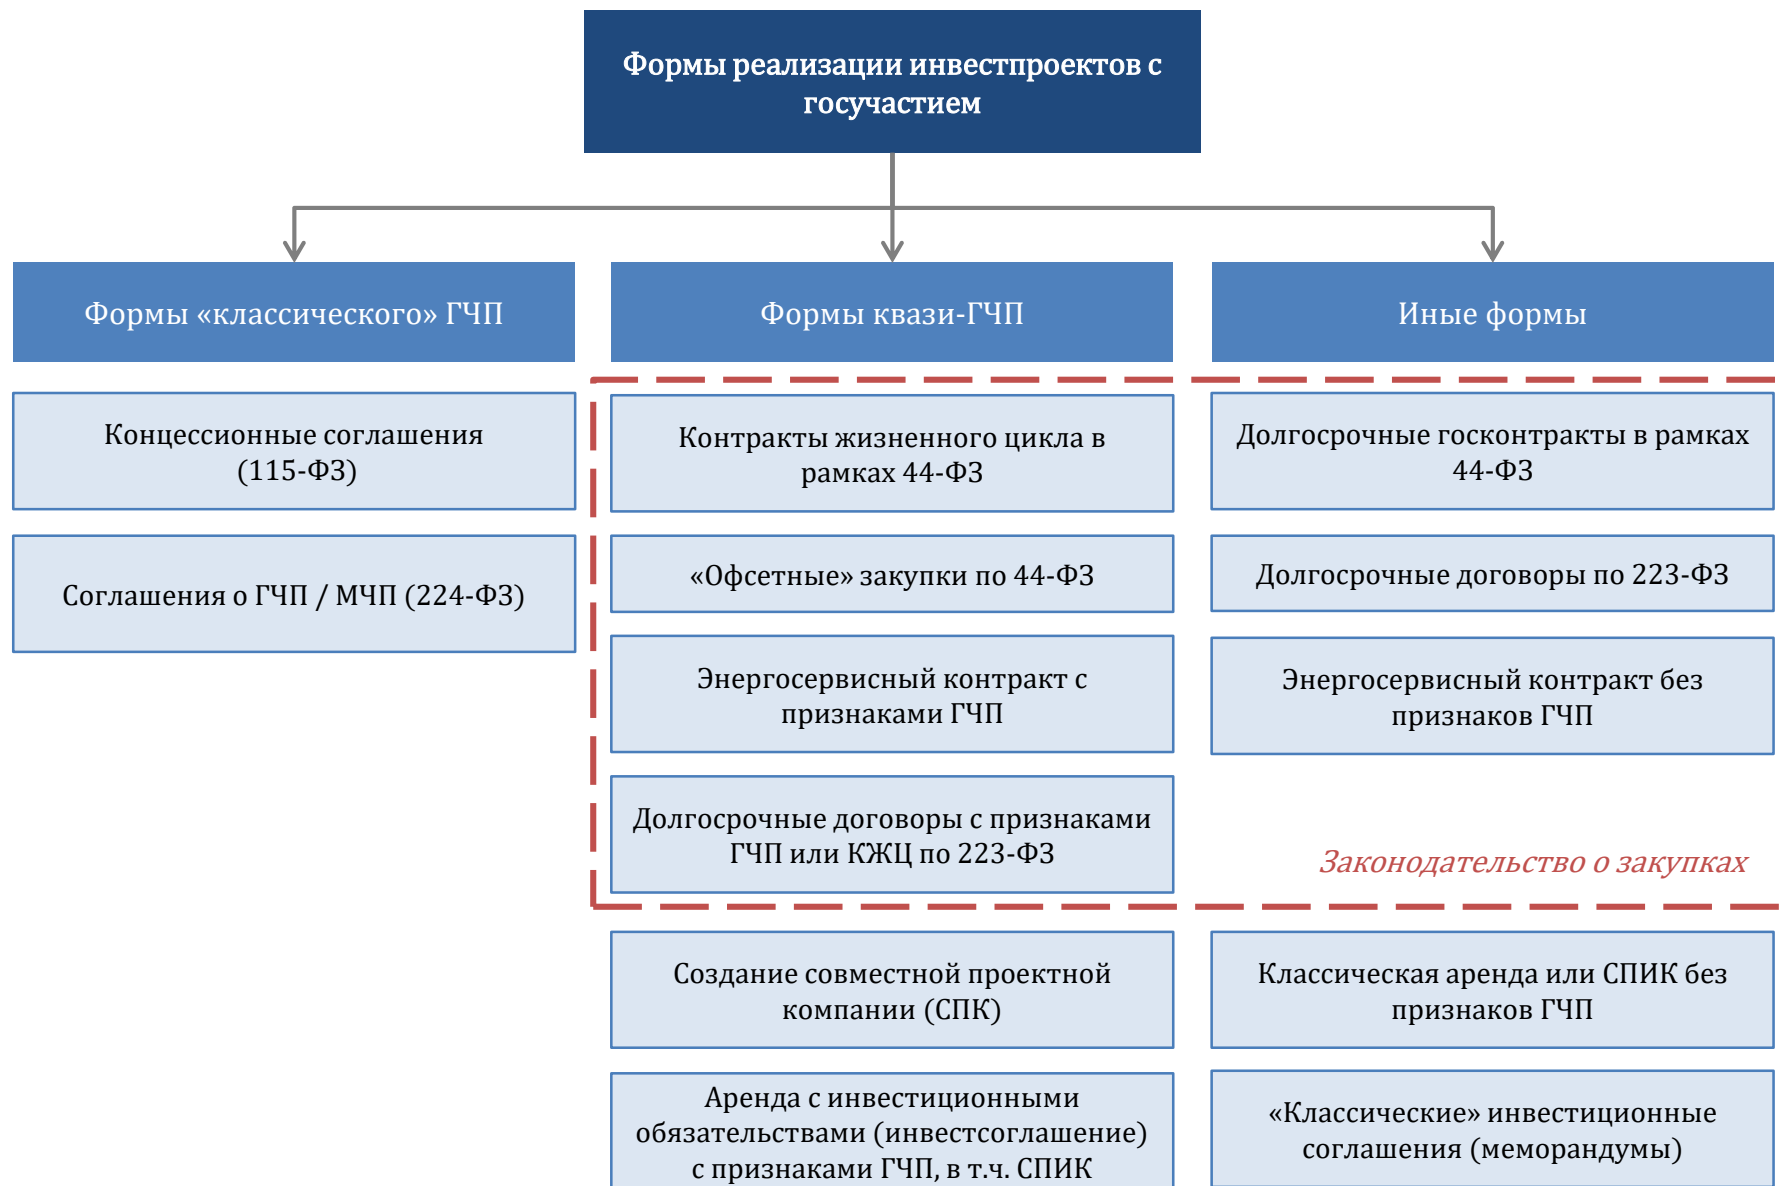 Формы реализации инвестпроектов с
госучастием
Формы «классического» ГЧП
Формы квази-ГЧП
Иные формы
Концессионные соглашения
(115-ФЗ)
Соглашения о ГЧП / МЧП (224-ФЗ)
Контракты жизненного цикла в
рамках 44-ФЗ
«Офсетные» закупки по 44-ФЗ
Энергосервисный контракт с
признаками ГЧП
Долгосрочные договоры с признаками
ГЧП или КЖЦ по 223-ФЗ
Создание совместной проектной
компании (СПК)
Аренда с инвестиционными
обязательствами (инвестсоглашение)
с признаками ГЧП, в т.ч. СПИК
Долгосрочные госконтракты в рамках
44-ФЗ
Долгосрочные договоры по 223-ФЗ
Энергосервисный контракт без
признаков ГЧП
Законодательство о закупках
Классическая аренда или СПИК без
признаков ГЧП
«Классические» инвестиционные
соглашения (меморандумы)